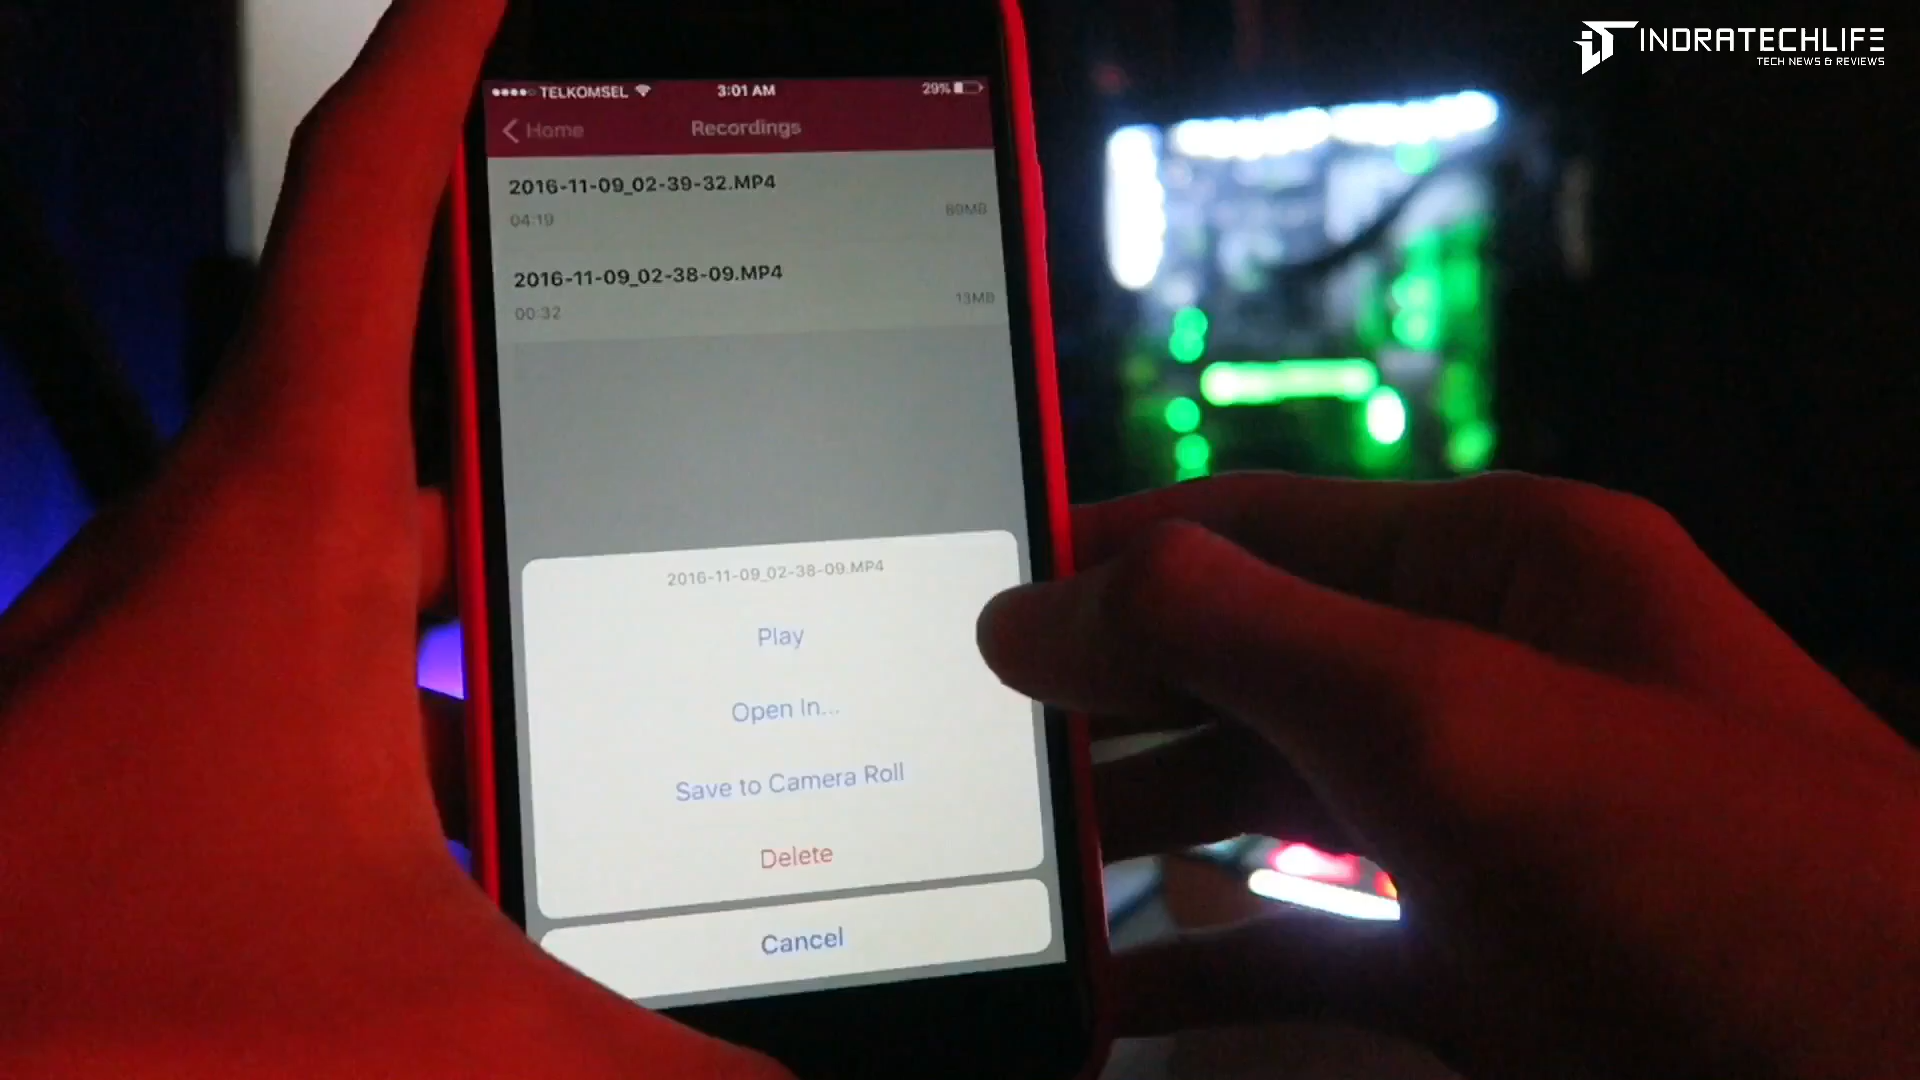 INDRATECHLIFE
TECH NEWS & REVIEWS
TELKOMSEL 3:01 AM 29%
Home Recordings
2016-11-09_02-39-32.MP4
04:19 89MB
2016-11-09_02-38-09.MP4
00:32 13MB
2016-11-09_02-38-09.MP4
Play
Open In...
Save to Camera Roll
Delete
Cancel